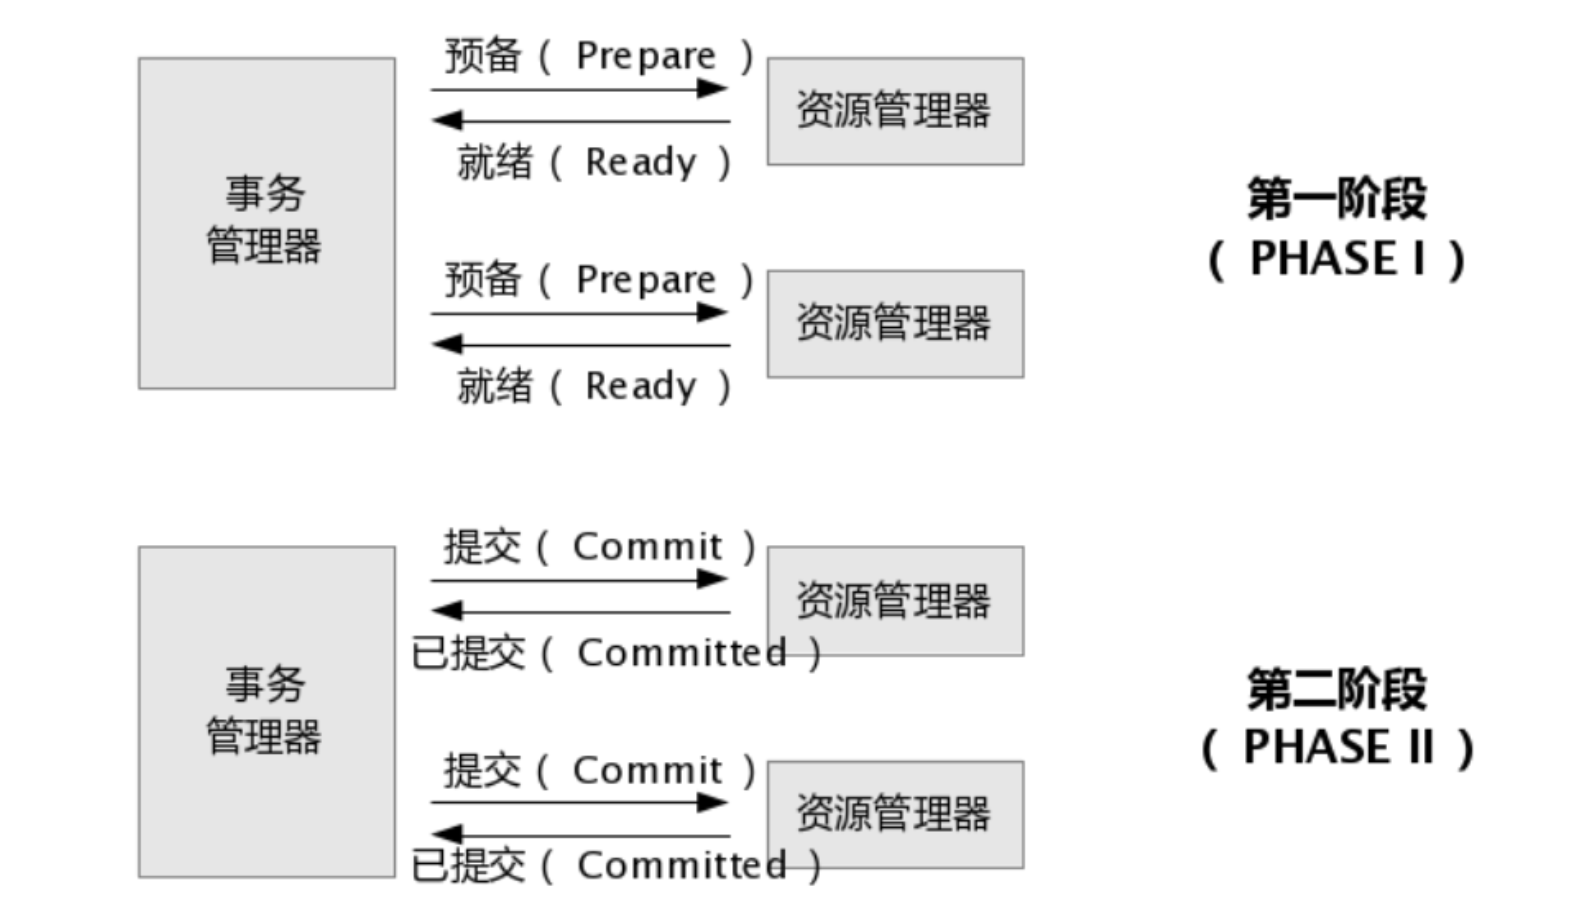 预备( Prepare )
资源管理器
就绪( Ready )
事务
管理器
第一阶段
( PHASE I )
预备( Prepare )
资源管理器
就绪( Ready )
提交( Commit )
资源管理器
已提交( Committed )
事务
管理器
第二阶段
( PHASE II )
提交( Commit )
资源管理器
已提交( Committed )